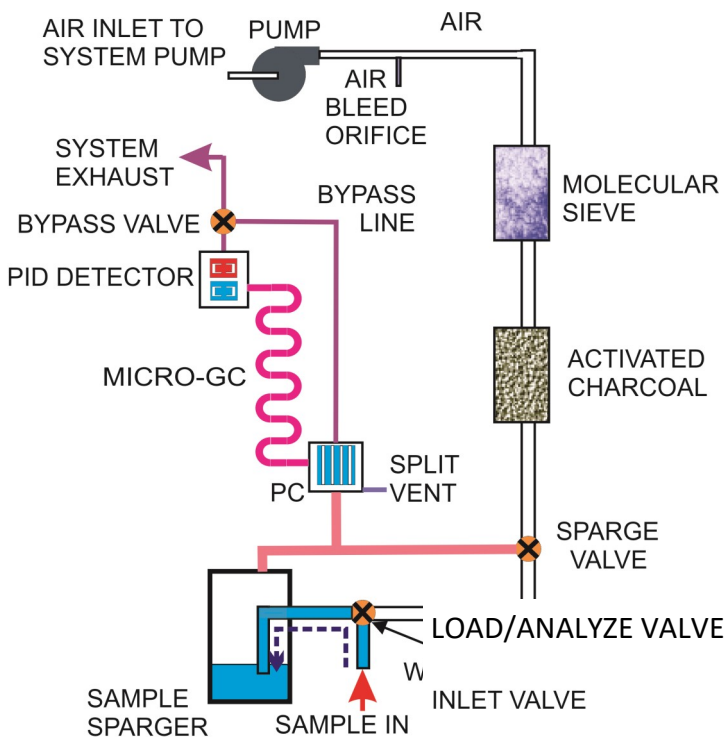 AIR INLET TO
SYSTEM PUMP
PUMP
AIR
AIR
BLEED
ORIFICE
SYSTEM
EXHAUST
BYPASS
LINE
MOLECULAR
SIEVE
BYPASS VALVE
PID DETECTOR
MICRO-GC
ACTIVATED
CHARCOAL
PC
SPLIT
VENT
SPARGE
VALVE
LOAD/ANALYZE VALVE
W
INLET VALVE
SAMPLE
SPARGER
SAMPLE IN